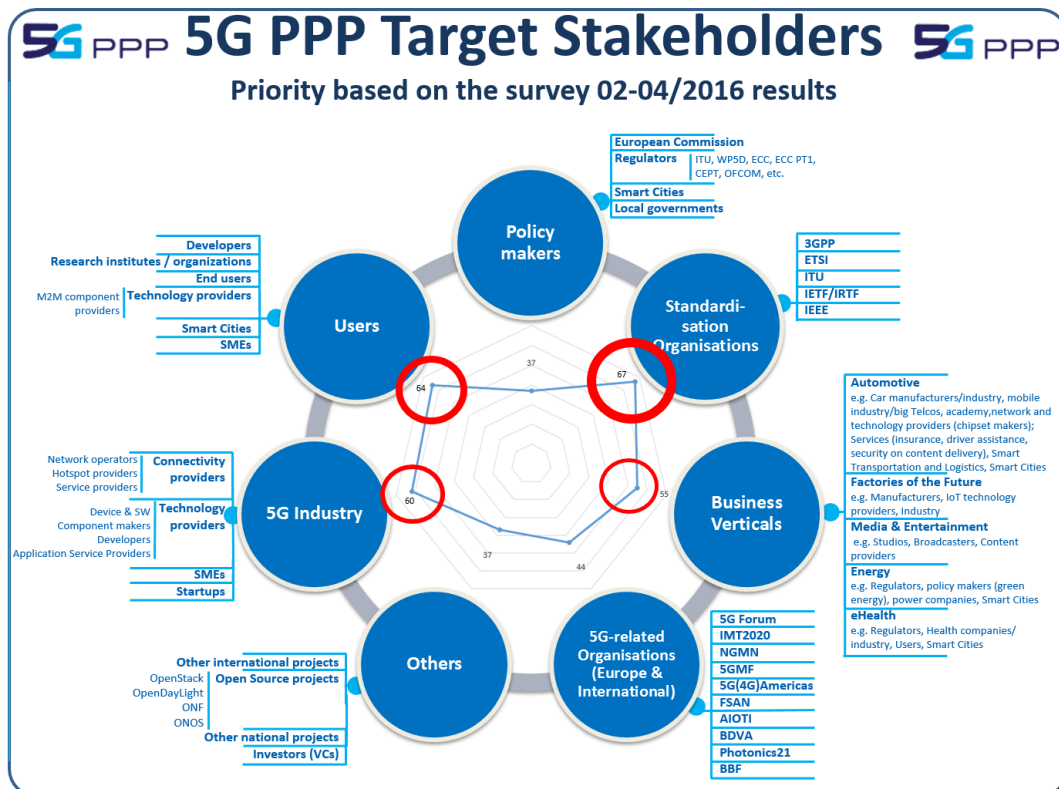 5G PPP
5G PPP Target Stakeholders
5G PPP
Priority based on the survey 02-04/2016 results
European Commission
Regulators
ITU, WP5D, ECC, ECC PT1,
CEPT, OFCOM, etc.
Smart Cities
Local governments
Policy
makers
3GPP
ETSI
ITU
IETF/IRTF
IEEE
Standardi-
sation
Organisations
Developers
Research institutes / organizations
End users
Technology providers
M2M component
providers
Smart Cities
SMEs
Users
37
67
64
60
55
37
44
Automotive
e.g. Car manufacturers/industry, mobile
industry/big Telcos, academy,network and
technology providers (chipset makers);
Services (insurance, driver assistance,
security on content delivery), Smart
Transportation and Logistics, Smart Cities
Factories of the Future
e.g. Manufacturers, IoT technology
providers, Industry
Media & Entertainment
e.g. Studios, Broadcasters, Content
providers
Energy
e.g. Regulators, policy makers (green
energy), power companies, Smart Cities
eHealth
e.g. Regulators, Health companies/
industry, Users, Smart Cities
Business
Verticals
Network operators
Hotspot providers
Service providers
Connectivity
providers
Device & SW
Component makers
Developers
Application Service Providers
Technology
providers
SMEs
Startups
5G Industry
Other international projects
Open Source projects
OpenStack
OpenDayLight
ONF
ONOS
Other national projects
Investors (VCs)
Others
5G-related
Organisations
(Europe &
International)
5G Forum
IMT2020
NGMN
5GMF
5G(4G)Americas
FSAN
AIOTI
BDVA
Photonics21
BBF